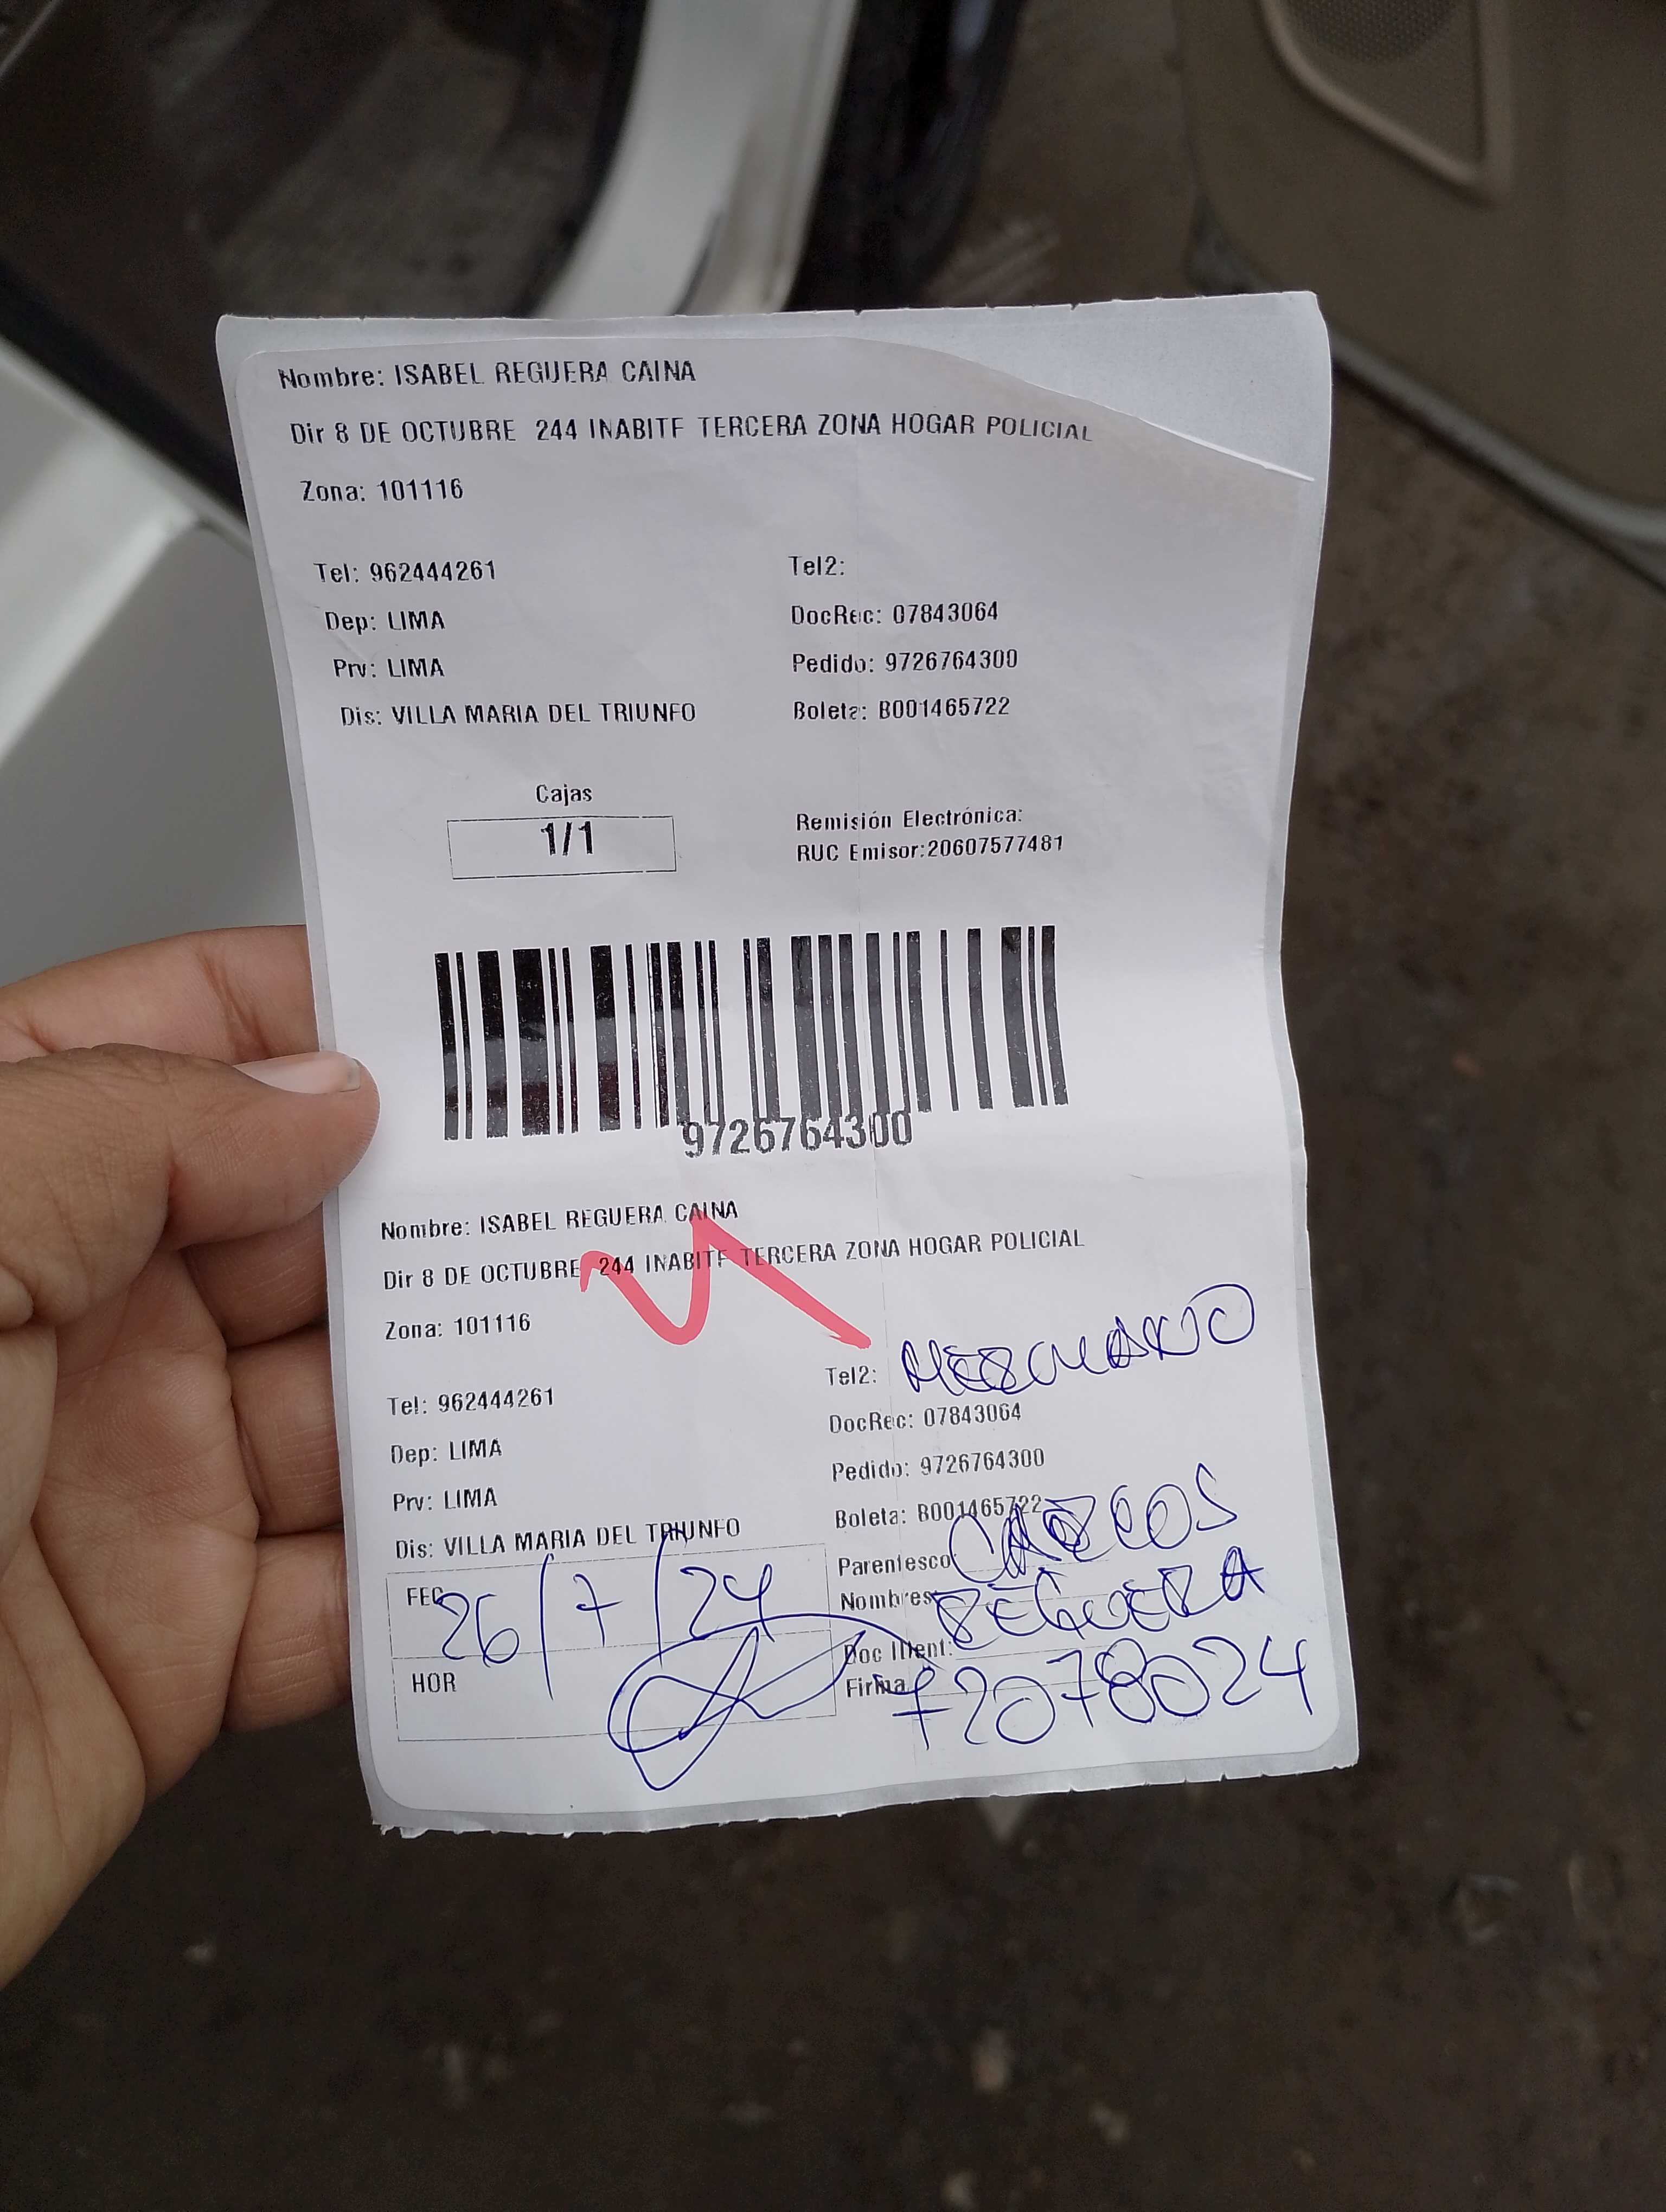 Nombre: ISABEL REGUERA CAINA
Dir 8 DE OCTUBRE 244 INABITF TERCERA ZONA HOGAR POLICIAL
Zona: 101116
Tel: 962444261 Tel2:
Dep: LIMA DocRec: 07843064
Prv: LIMA Pedido: 9726764300
Dis: VILLA MARIA DEL TRIUNFO Boleta: B001465722
Cajas
1/1
Remisión Electrónica:
RUC Emisor:20607577481
9726764300
Nombre: ISABEL REGUERA CAINA
Dir 8 DE OCTUBRE 244 INABITF TERCERA ZONA HOGAR POLICIAL
Zona: 101116
Tel: 962444261 Tel2:
Dep: LIMA DocRec: 07843064
Prv: LIMA Pedido: 9726764300
Dis: VILLA MARIA DEL TRIUNFO Boleta: B001465722
Parentesco CARLOS
FEC 26/7/24 Nombres REGUERA
Doc Ident:
HOR Firma 72078024